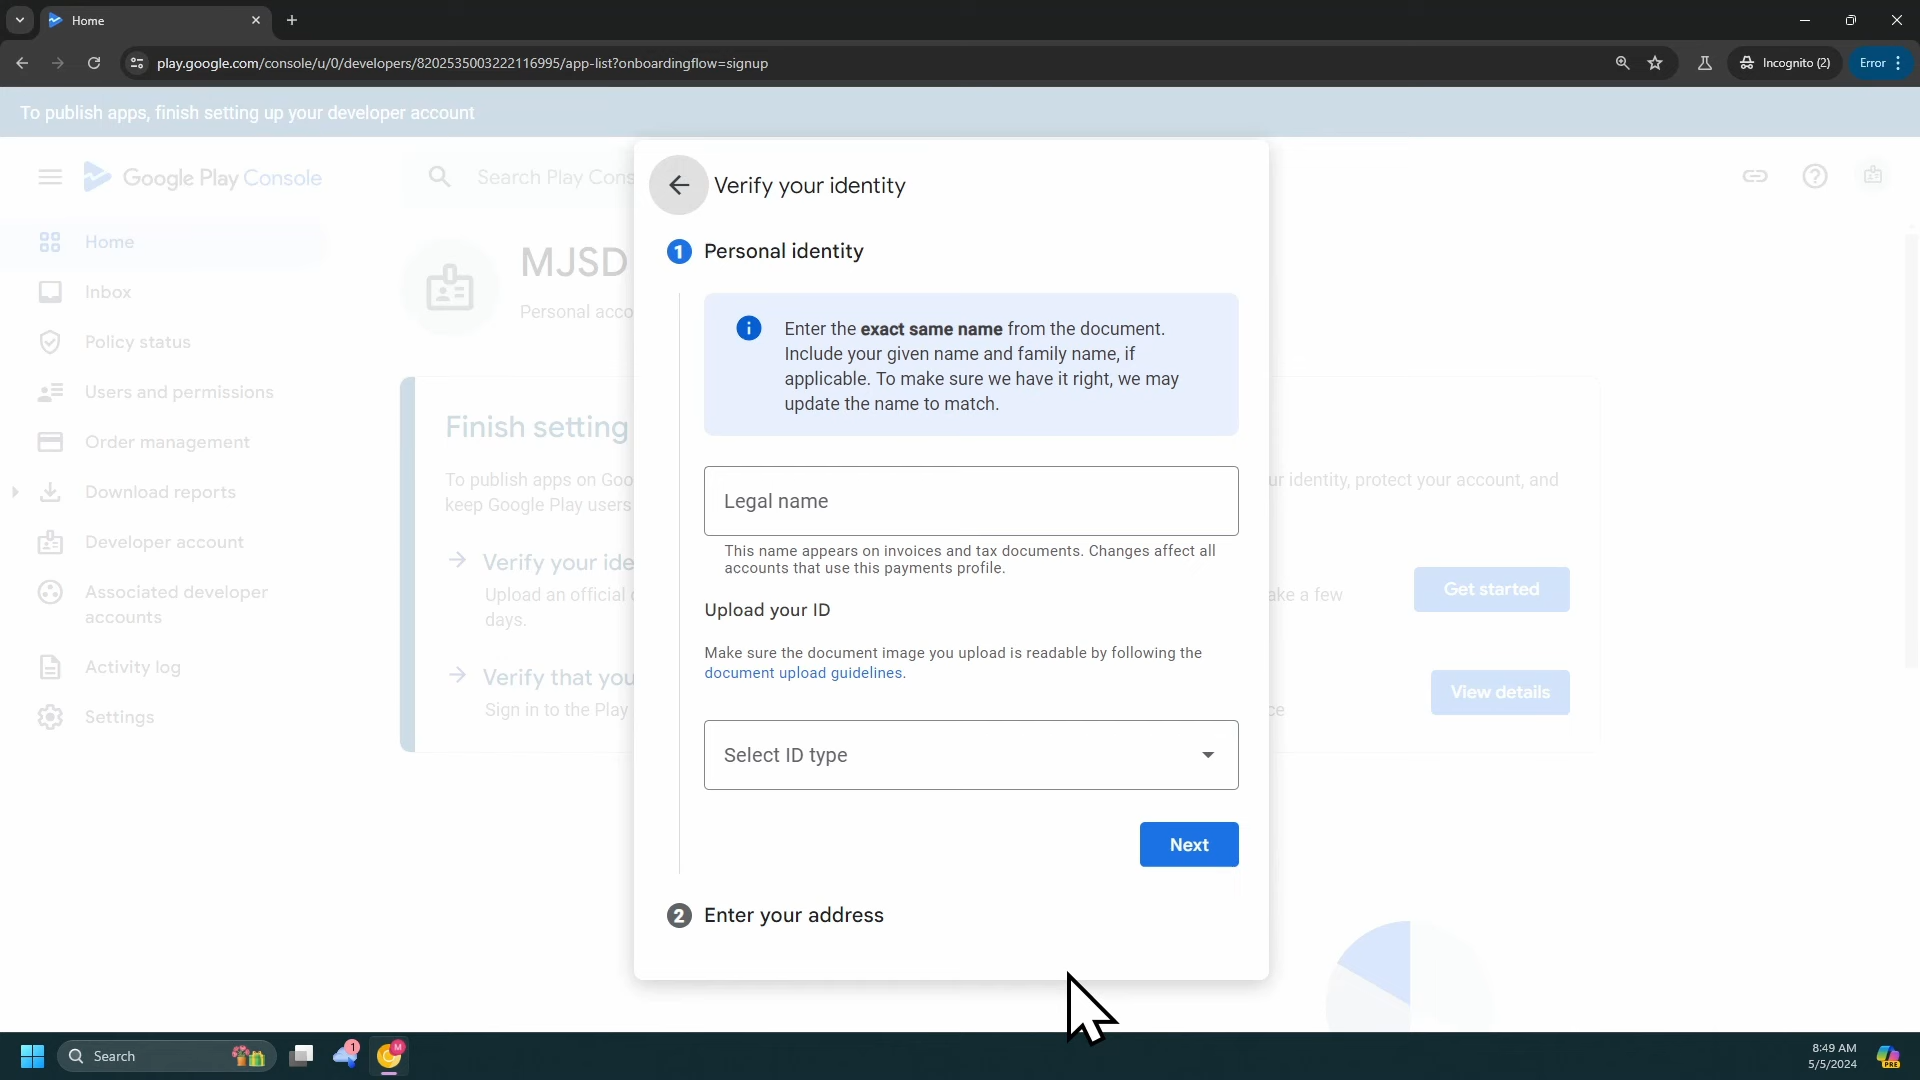 Home
play.google.com/console/u/0/developers/8202535003222116995/app-list?onboardingflow=signup
Incognito (2)
Error
To publish apps, finish setting up your developer account
Google Play Console
Search Play Cons
Home
Inbox
Policy status
Users and permissions
Order management
Download reports
Developer account
Associated developer
accounts
Activity log
Settings
MJSD
Personal acco
Finish setting
To publish apps on Goo
ur identity, protect your account, and
keep Google Play users
Verify your ide
Upload an official
ake a few
days.
Get started
Verify that you
Sign in to the Play
ce
View details
Verify your identity
1 Personal identity
Enter the exact same name from the document.
Include your given name and family name, if
applicable. To make sure we have it right, we may
update the name to match.
Legal name
This name appears on invoices and tax documents. Changes affect all
accounts that use this payments profile.
Upload your ID
Make sure the document image you upload is readable by following the
document upload guidelines.
Select ID type
Next
2 Enter your address
Search
1
M
8:49 AM
5/5/2024
PRE